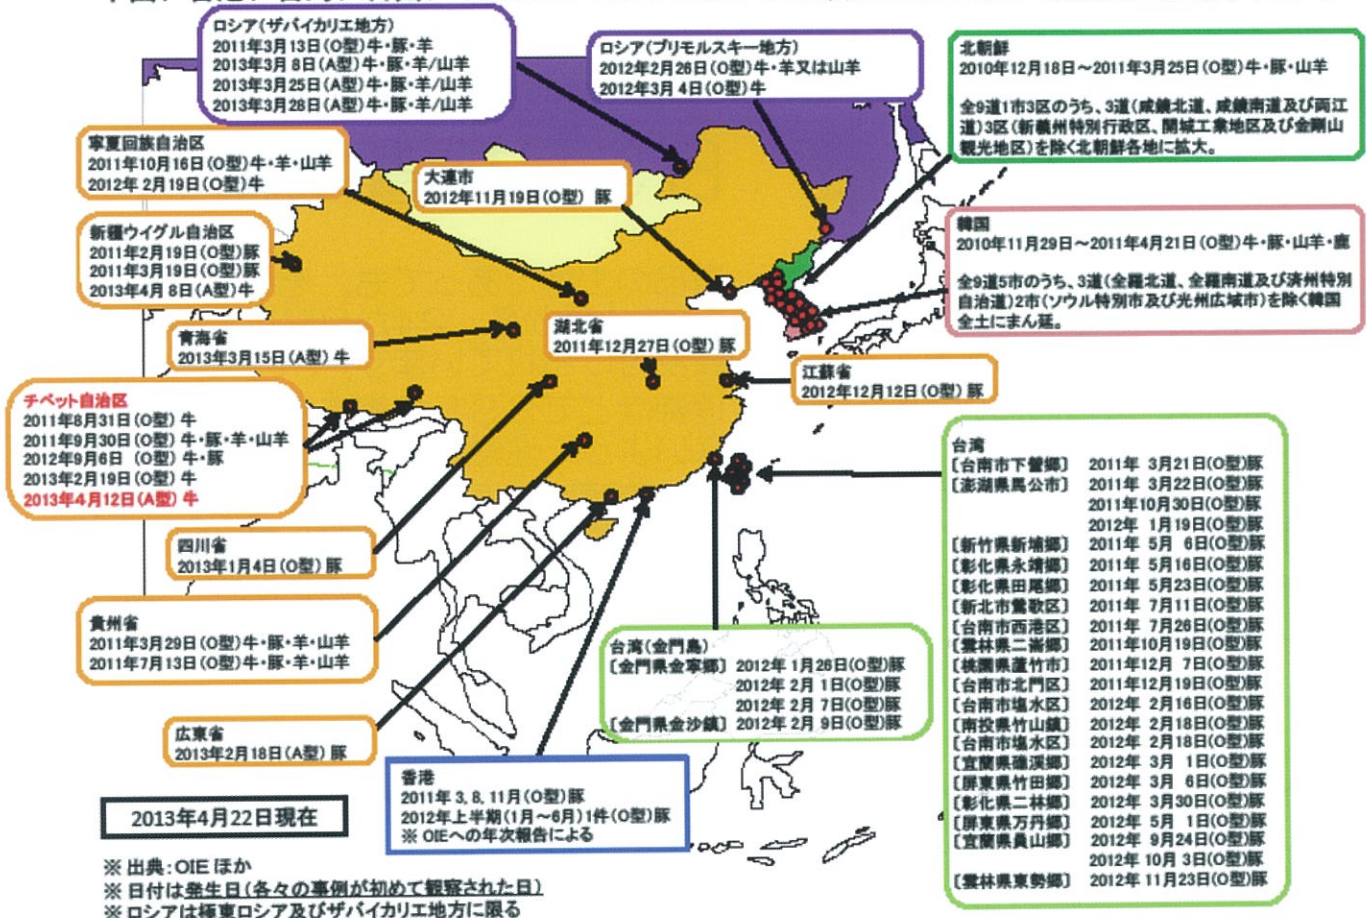 ロシア(ザバイカリエ地方)
2011年3月13日(O型)牛・豚・羊
2013年3月 8日(A型)牛・豚・羊/山羊
2013年3月25日(A型)牛・豚・羊/山羊
2013年3月28日(A型)牛・豚・羊/山羊
ロシア(プリモルスキー地方)
2012年2月26日(O型)牛・羊又は山羊
2012年3月 4日(O型)牛
北朝鮮
2010年12月18日～2011年3月25日(O型)牛・豚・山羊
全9道1市3区のうち、3道(咸鏡北道、咸鏡南道及び両江
道)3区(新義州特別行政区、開城工業地区及び金剛山
観光地区)を除く北朝鮮各地に拡大。
寧夏回族自治区
2011年10月16日(O型)牛・羊・山羊
2012年 2月19日(O型)牛
大連市
2012年11月19日(O型) 豚
新疆ウイグル自治区
2011年2月19日(O型)豚
2011年3月19日(O型)豚
2013年4月 8日(A型)牛
韓国
2010年11月29日～2011年4月21日(O型)牛・豚・山羊・鹿
全9道5市のうち、3道(全羅北道、全羅南道及び済州特別
自治道)2市(ソウル特別市及び光州広域市)を除く韓国
全土にまん延。
青海省
2013年3月15日(A型) 牛
湖北省
2011年12月27日(O型) 豚
江蘇省
2012年12月12日(O型) 豚
チベット自治区
2011年8月31日(O型) 牛
2011年9月30日(O型) 牛・豚・羊・山羊
2012年9月6日 (O型) 牛・豚
2013年2月19日(O型) 牛
2013年4月12日(A型) 牛
四川省
2013年1月4日(O型) 豚
貴州省
2011年3月29日(O型)牛・豚・羊・山羊
2011年7月13日(O型)牛・豚・羊・山羊
広東省
2013年2月18日(A型) 豚
台湾(金門島)
〔金門県金寧郷〕 2012年 1月26日(O型)豚
2012年 2月 1日(O型)豚
2012年 2月 7日(O型)豚
〔金門県金沙鎮〕 2012年 2月 9日(O型)豚
香港
2011年 3, 8, 11月(O型)豚
2012年上半期(1月～6月)1件(O型)豚
※ OIEへの年次報告による
台湾
〔台南市下營郷〕 2011年 3月21日(O型)豚
〔澎湖県馬公市〕 2011年 3月22日(O型)豚
2011年10月30日(O型)豚
2012年 1月19日(O型)豚
〔新竹県新埔郷〕 2011年 5月 6日(O型)豚
〔彰化県永靖郷〕 2011年 5月16日(O型)豚
〔彰化県田尾郷〕 2011年 5月23日(O型)豚
〔新北市鶯歌区〕 2011年 7月11日(O型)豚
〔台南市西港区〕 2011年 7月26日(O型)豚
〔雲林県二崙郷〕 2011年10月19日(O型)豚
〔桃園県蘆竹市〕 2011年12月 7日(O型)豚
〔台南市北門区〕 2011年12月19日(O型)豚
〔台南市塩水区〕 2012年 2月16日(O型)豚
〔南投県竹山鎮〕 2012年 2月18日(O型)豚
〔台南市塩水区〕 2012年 2月18日(O型)豚
〔宜蘭県礁渓郷〕 2012年 3月 1日(O型)豚
〔屏東県竹田郷〕 2012年 3月 6日(O型)豚
〔彰化県二林郷〕 2012年 3月30日(O型)豚
〔屏東県万丹郷〕 2012年 5月 1日(O型)豚
〔宜蘭県員山郷〕 2012年 9月24日(O型)豚
2012年 10月 3日(O型)豚
〔雲林県東勢郷〕 2012年 11月23日(O型)豚
2013年4月22日現在
※ 出典:OIE ほか
※ 日付は発生日(各々の事例が初めて観察された日)
※ ロシアは極東ロシア及びザバイカリエ地方に限る